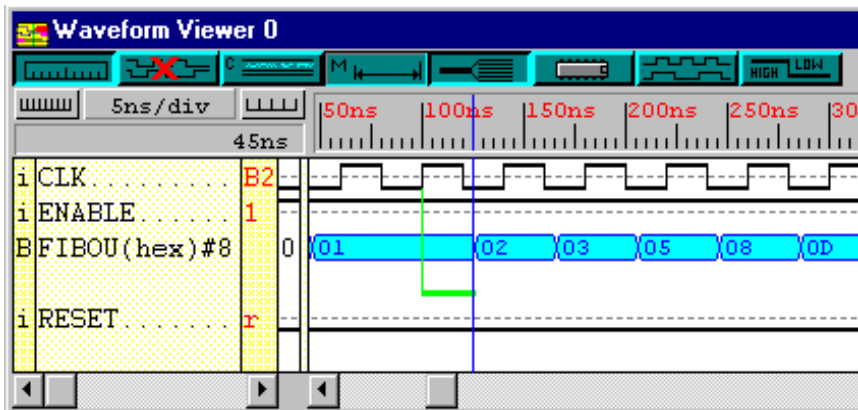 Waveform Viewer 0
C M HIGH LOW
5ns/div 50ns 100ns 150ns 200ns 250ns 30
45ns
i CLK......... B2
i ENABLE...... 1
B FIBOU(hex)#8 0 01 02 03 05 08 0D
i RESET....... r